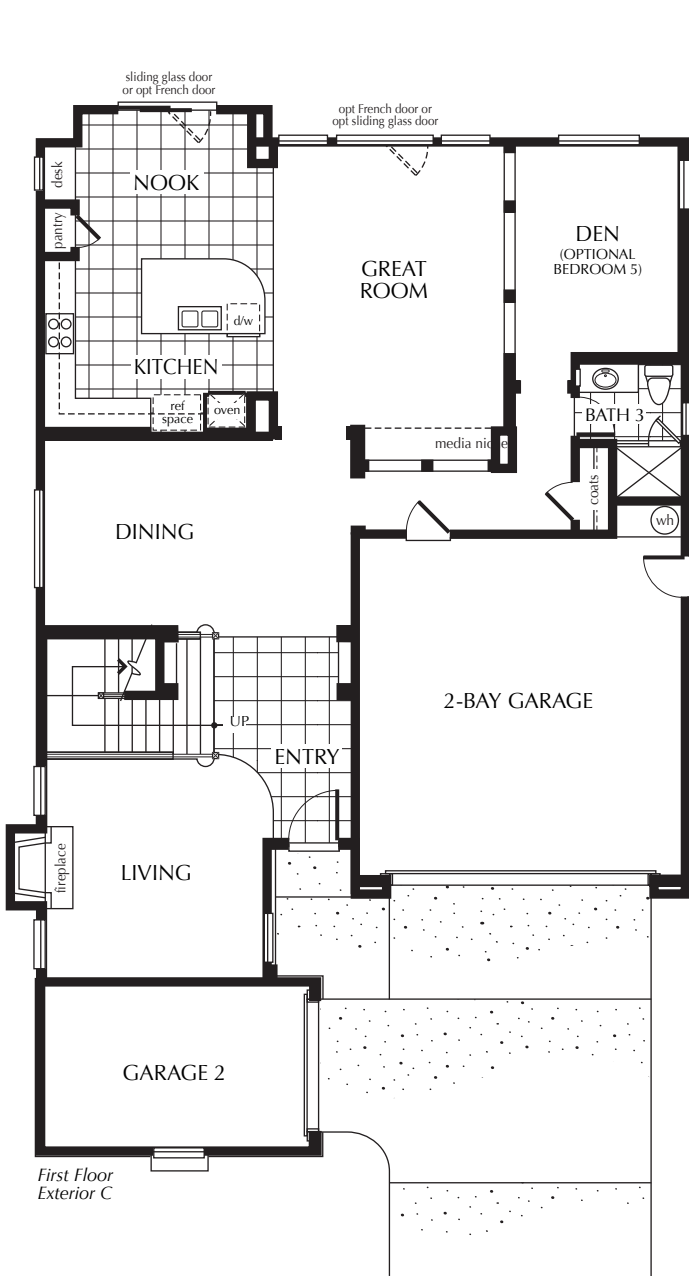 sliding glass door
or opt French door
opt French door or
opt sliding glass door
desk
NOOK
pantry
GREAT
ROOM
DEN
(OPTIONAL
BEDROOM 5)
d/w
KITCHEN
ref
space
oven
BATH 3
media niche
coats
wh
DINING
UP
2-BAY GARAGE
ENTRY
fireplace
LIVING
GARAGE 2
First Floor
Exterior C